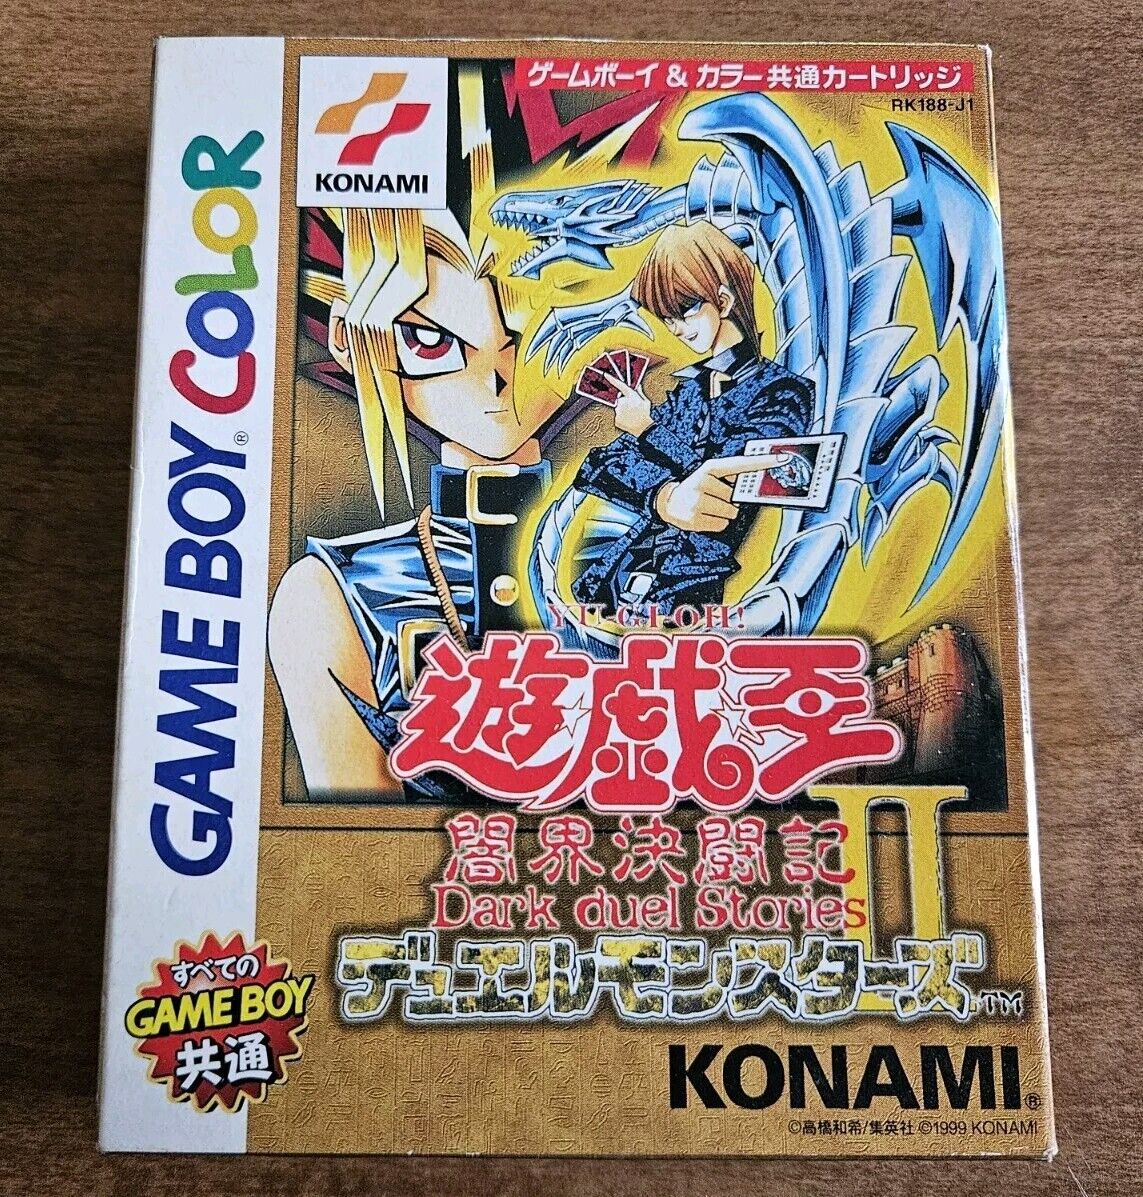 ゲームボーイ & カラー共通カートリッジ
RK188-J1
KONAMI
GAME BOY® COLOR
YU-GI-OH!
遊戯王
闇界決闘記
II
Dark duel Stories
デュエルモンスターズ™
すべての
GAME BOY
共通
KONAMI®
©高橋和希/集英社 ©1999 KONAMI